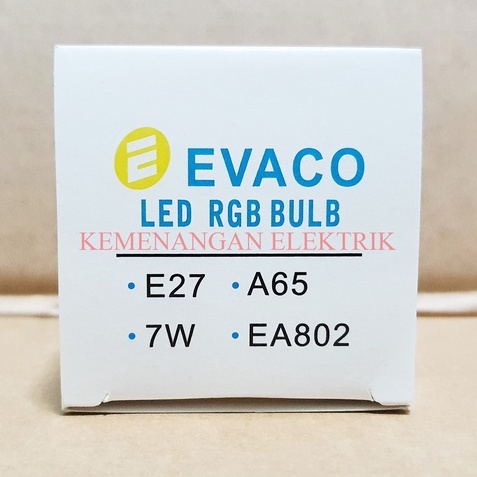 EVACO
LED RGB BULB
KEMENANGAN ELEKTRIK
• E27 • A65
• 7W • EA802